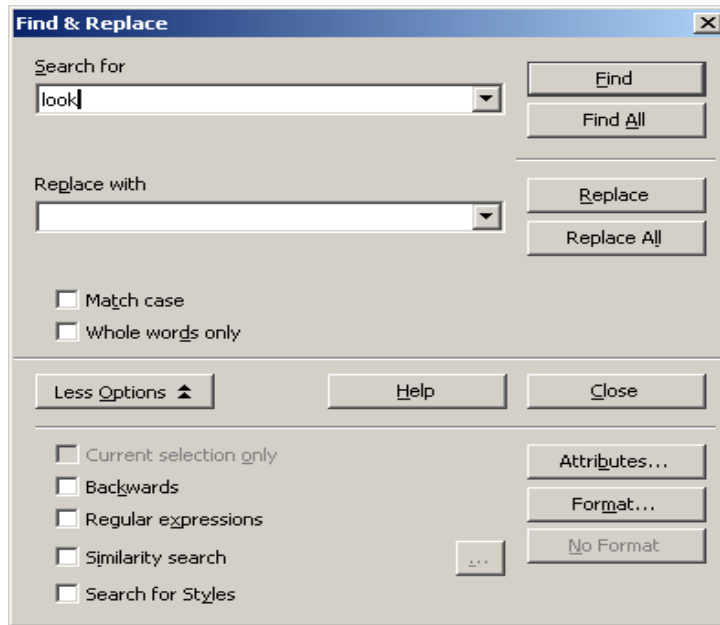 Find & Replace
Search for
look
Find
Find All
Replace with
Replace
Replace All
Match case
Whole words only
Less Options
Help
Close
Current selection only
Backwards
Regular expressions
Similarity search
...
Search for Styles
Attributes...
Format...
No Format